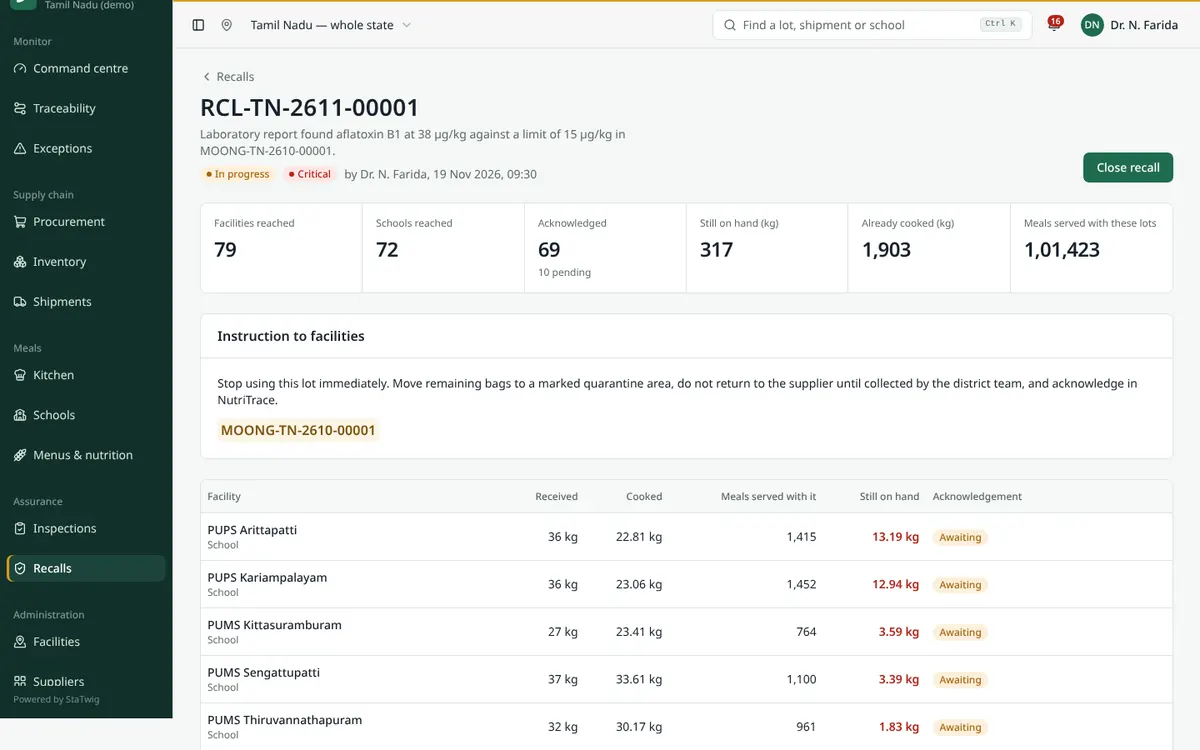 Tamil Nadu (demo)
Monitor
Command centre
Traceability
Exceptions
Supply chain
Procurement
Inventory
Shipments
Meals
Kitchen
Schools
Menus & nutrition
Assurance
Inspections
Recalls
Administration
Facilities
Suppliers
Powered by StaTwig
Tamil Nadu — whole state
Find a lot, shipment or school
Ctrl K
16
DN
Dr. N. Farida
Recalls
RCL-TN-2611-00001
Laboratory report found aflatoxin B1 at 38 µg/kg against a limit of 15 µg/kg in
MOONG-TN-2610-00001.
In progress Critical by Dr. N. Farida, 19 Nov 2026, 09:30
Close recall
Facilities reached
79
Schools reached
72
Acknowledged
69
10 pending
Still on hand (kg)
317
Already cooked (kg)
1,903
Meals served with these lots
1,01,423
Instruction to facilities
Stop using this lot immediately. Move remaining bags to a marked quarantine area, do not return to the supplier until collected by the district team, and acknowledge in
NutriTrace.
MOONG-TN-2610-00001
Facility Received Cooked Meals served with it Still on hand Acknowledgement
PUPS Arittapatti
School
36 kg 22.81 kg 1,415 13.19 kg Awaiting
PUPS Kariampalayam
School
36 kg 23.06 kg 1,452 12.94 kg Awaiting
PUMS Kittasuramburam
School
27 kg 23.41 kg 764 3.59 kg Awaiting
PUMS Sengattupatti
School
37 kg 33.61 kg 1,100 3.39 kg Awaiting
PUMS Thiruvannathapuram
School
32 kg 30.17 kg 961 1.83 kg Awaiting